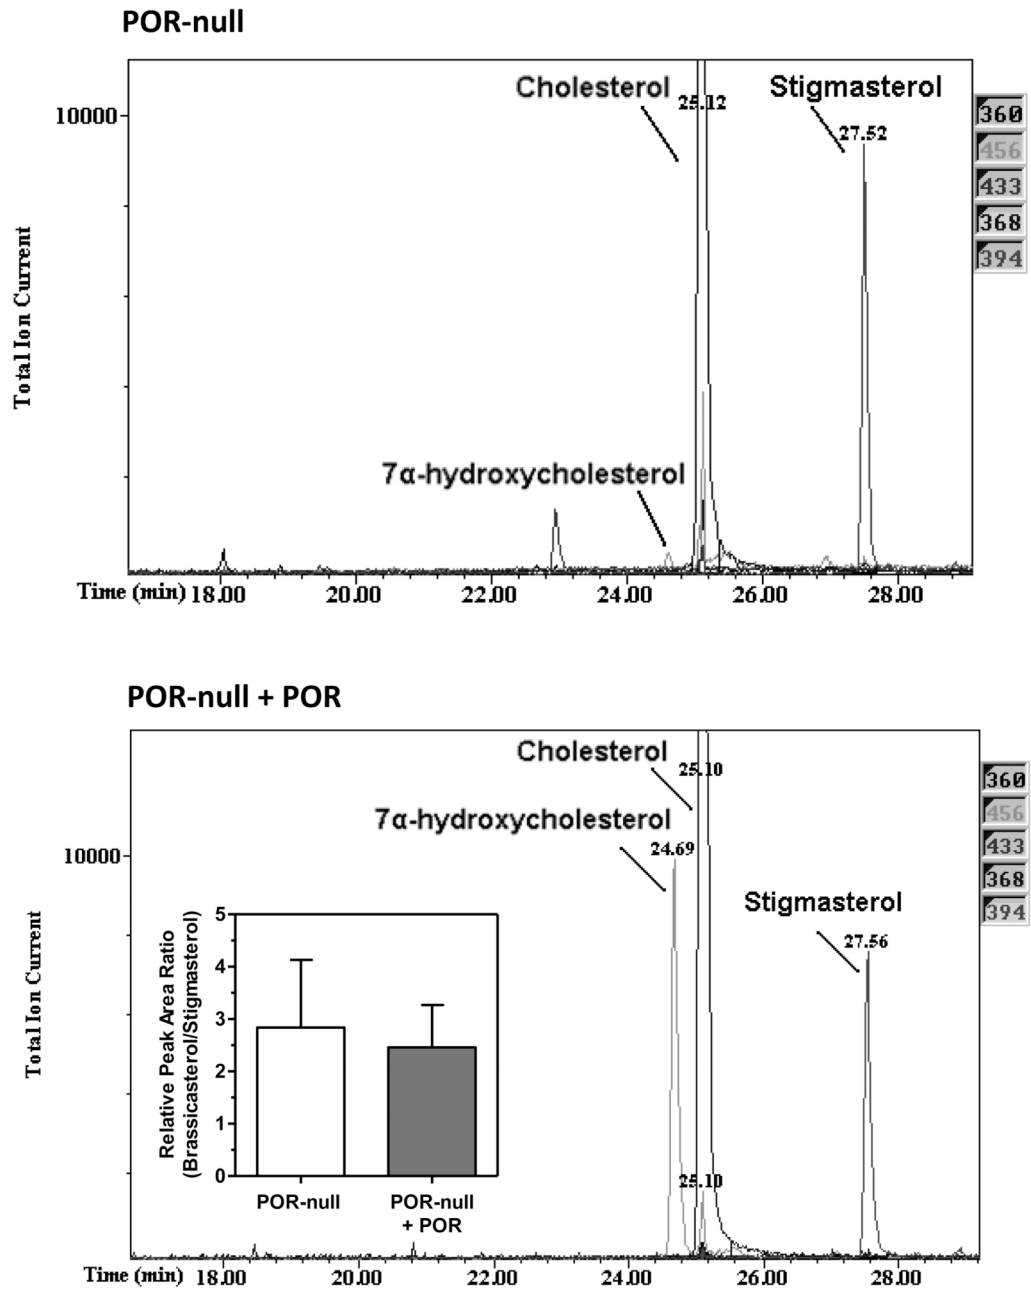 POR-null
Cholesterol
25.12
Stigmasterol
27.52
10000
360
456
433
368
394
Total Ion Current
7α-hydroxycholesterol
Time (min) 18.00 20.00 22.00 24.00 26.00 28.00
POR-null + POR
Cholesterol
25.10
7α-hydroxycholesterol
24.69
10000
360
456
433
368
394
Stigmasterol
27.56
Total Ion Current
Relative Peak Area Ratio
(Brassicasterol/Stigmasterol)
5
4
3
2
1
0
POR-null
POR-null
+ POR
25.10
Time (min) 18.00 20.00 22.00 24.00 26.00 28.00